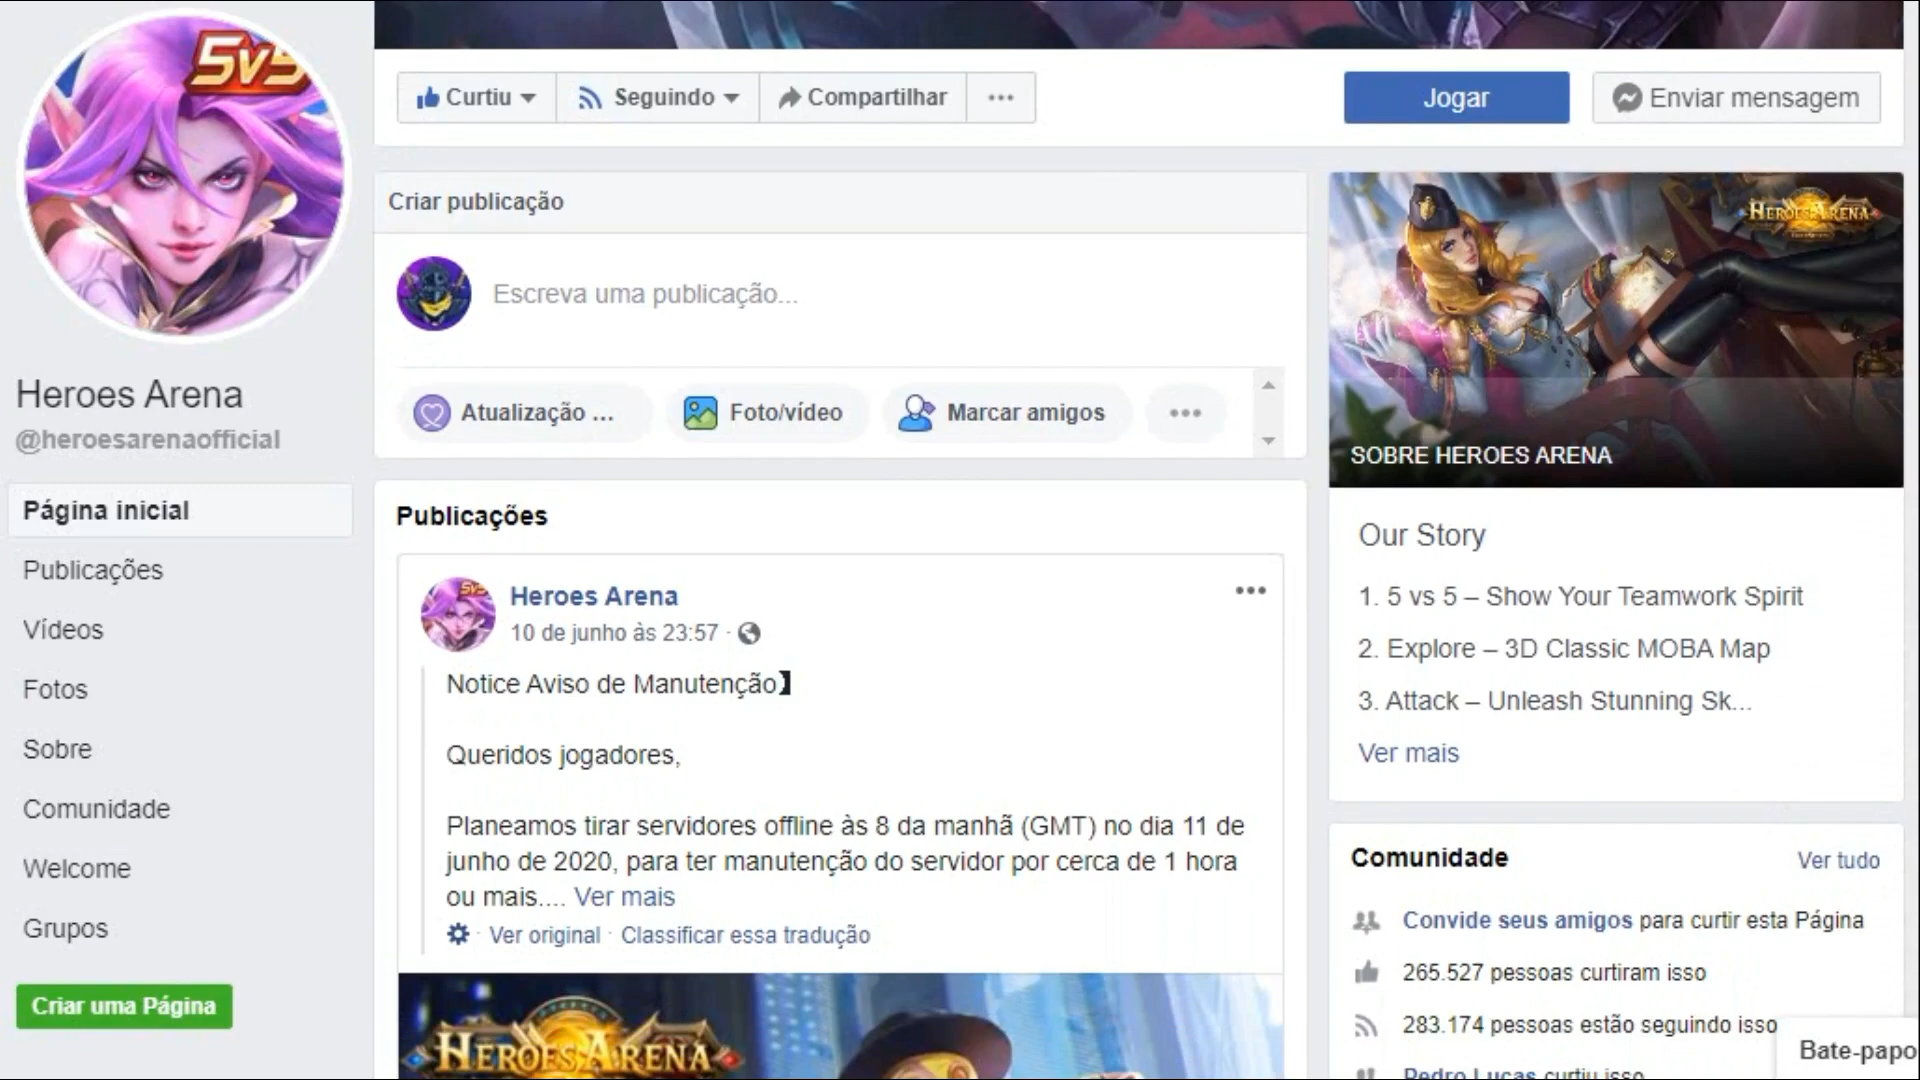 5v5
Curtiu
Seguindo
Compartilhar
Jogar
Enviar mensagem
Heroes Arena
@heroesarenaofficial
Página inicial
Publicações
Vídeos
Fotos
Sobre
Comunidade
Welcome
Grupos
Criar uma Página
Criar publicação
Escreva uma publicação...
Atualização ...
Foto/vídeo
Marcar amigos
Publicações
5v5
Heroes Arena
10 de junho às 23:57 ·
Notice Aviso de Manutenção】
Queridos jogadores,
Planeamos tirar servidores offline às 8 da manhã (GMT) no dia 11 de
junho de 2020, para ter manutenção do servidor por cerca de 1 hora
ou mais.... Ver mais
· Ver original · Classificar essa tradução
HEROES ARENA
HEROES ARENA
SOBRE HEROES ARENA
Our Story
1. 5 vs 5 – Show Your Teamwork Spirit
2. Explore – 3D Classic MOBA Map
3. Attack – Unleash Stunning Sk...
Ver mais
Comunidade
Ver tudo
Convide seus amigos para curtir esta Página
265.527 pessoas curtiram isso
283.174 pessoas estão seguindo isso
Pedro Lucas curtiu isso
Bate-papo